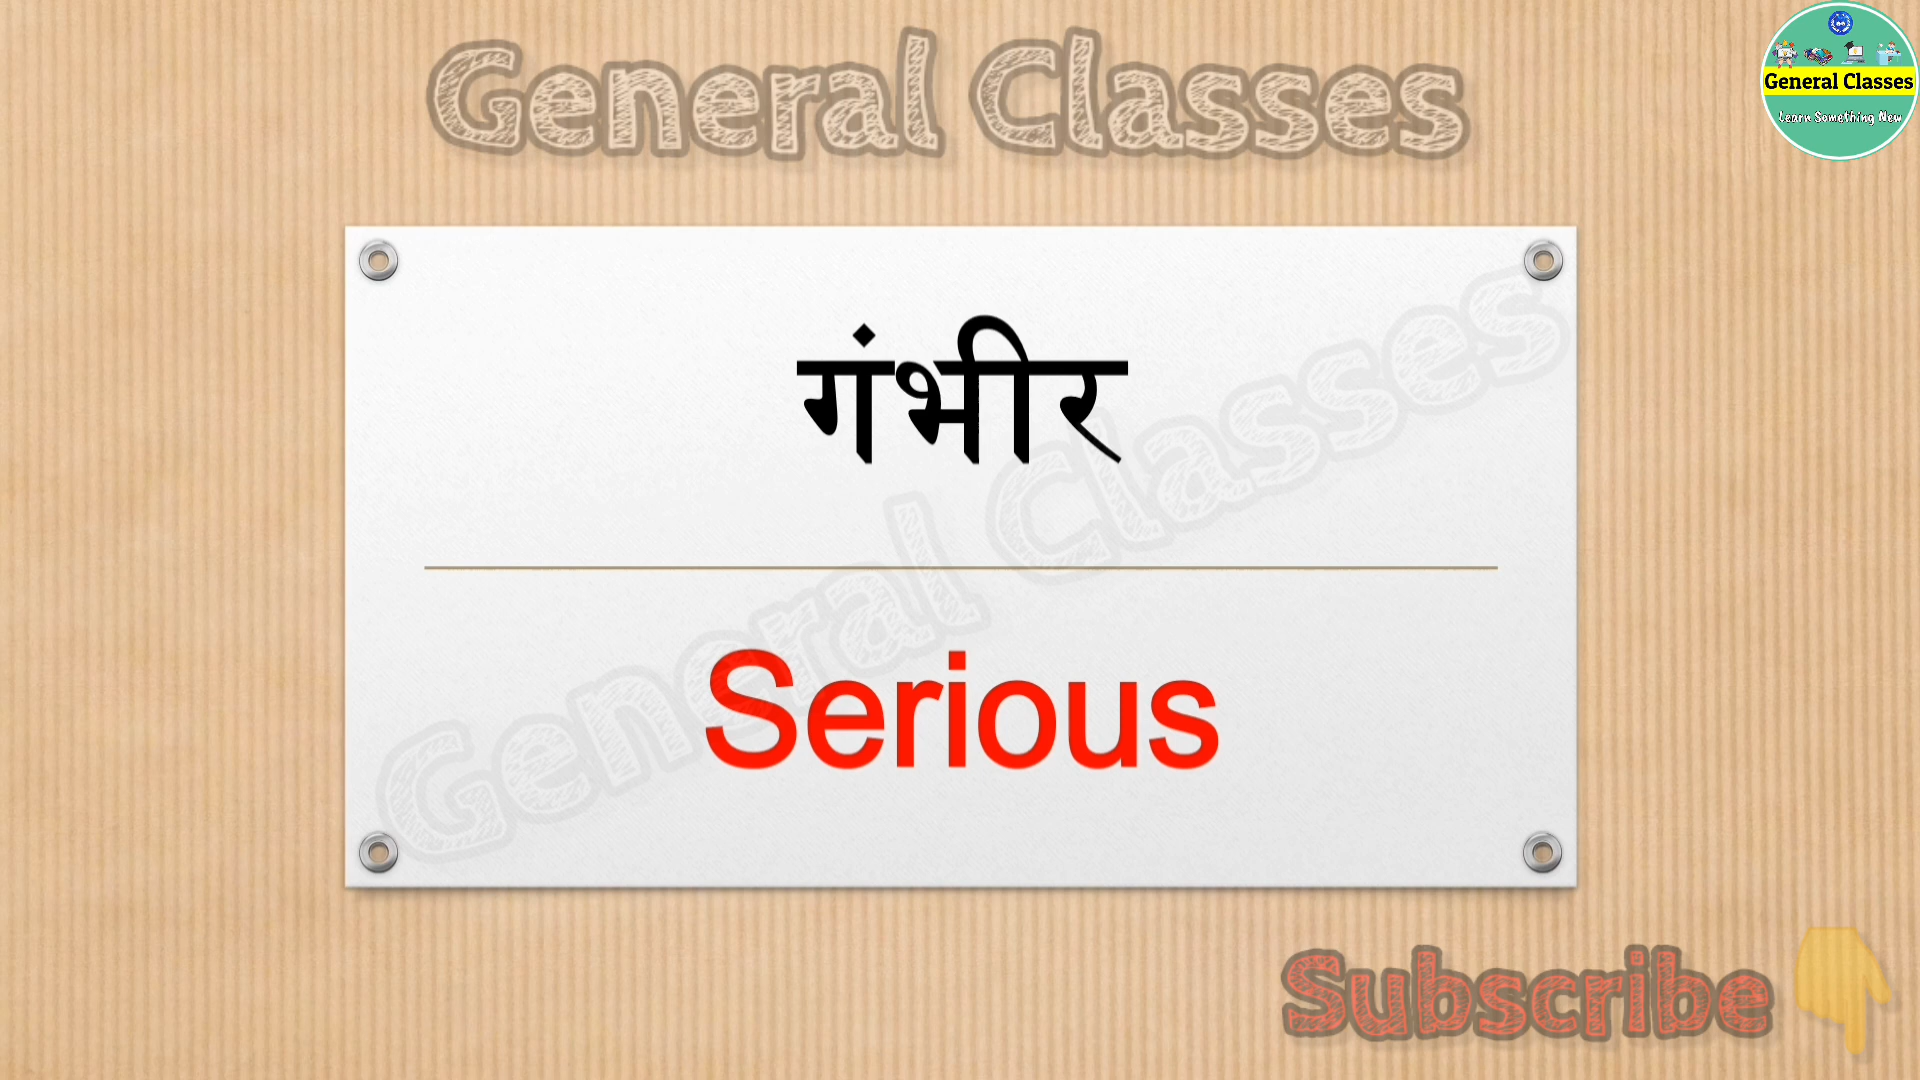 General Classes
General Classes
Learn Something New
गंभीर
General Classes
Serious
Subscribe